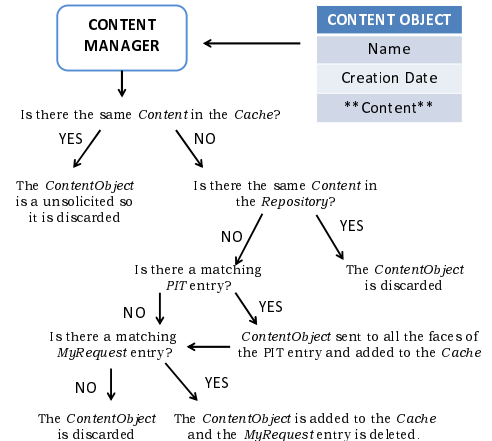 CONTENT
MANAGER
CONTENT OBJECT
Name
Creation Date
**Content**
Is there the same Content in the Cache?
YES
NO
The ContentObject
is a unsolicited so
it is discarded
Is there the same Content in
the Repository?
NO
YES
Is there a matching
PIT entry?
The ContentObject
is discarded
NO
YES
Is there a matching
MyRequest entry?
ContentObject sent to all the faces of
the PIT entry and added to the Cache
NO
YES
The ContentObject
is discarded
The ContentObject is added to the Cache
and the MyRequest entry is deleted.